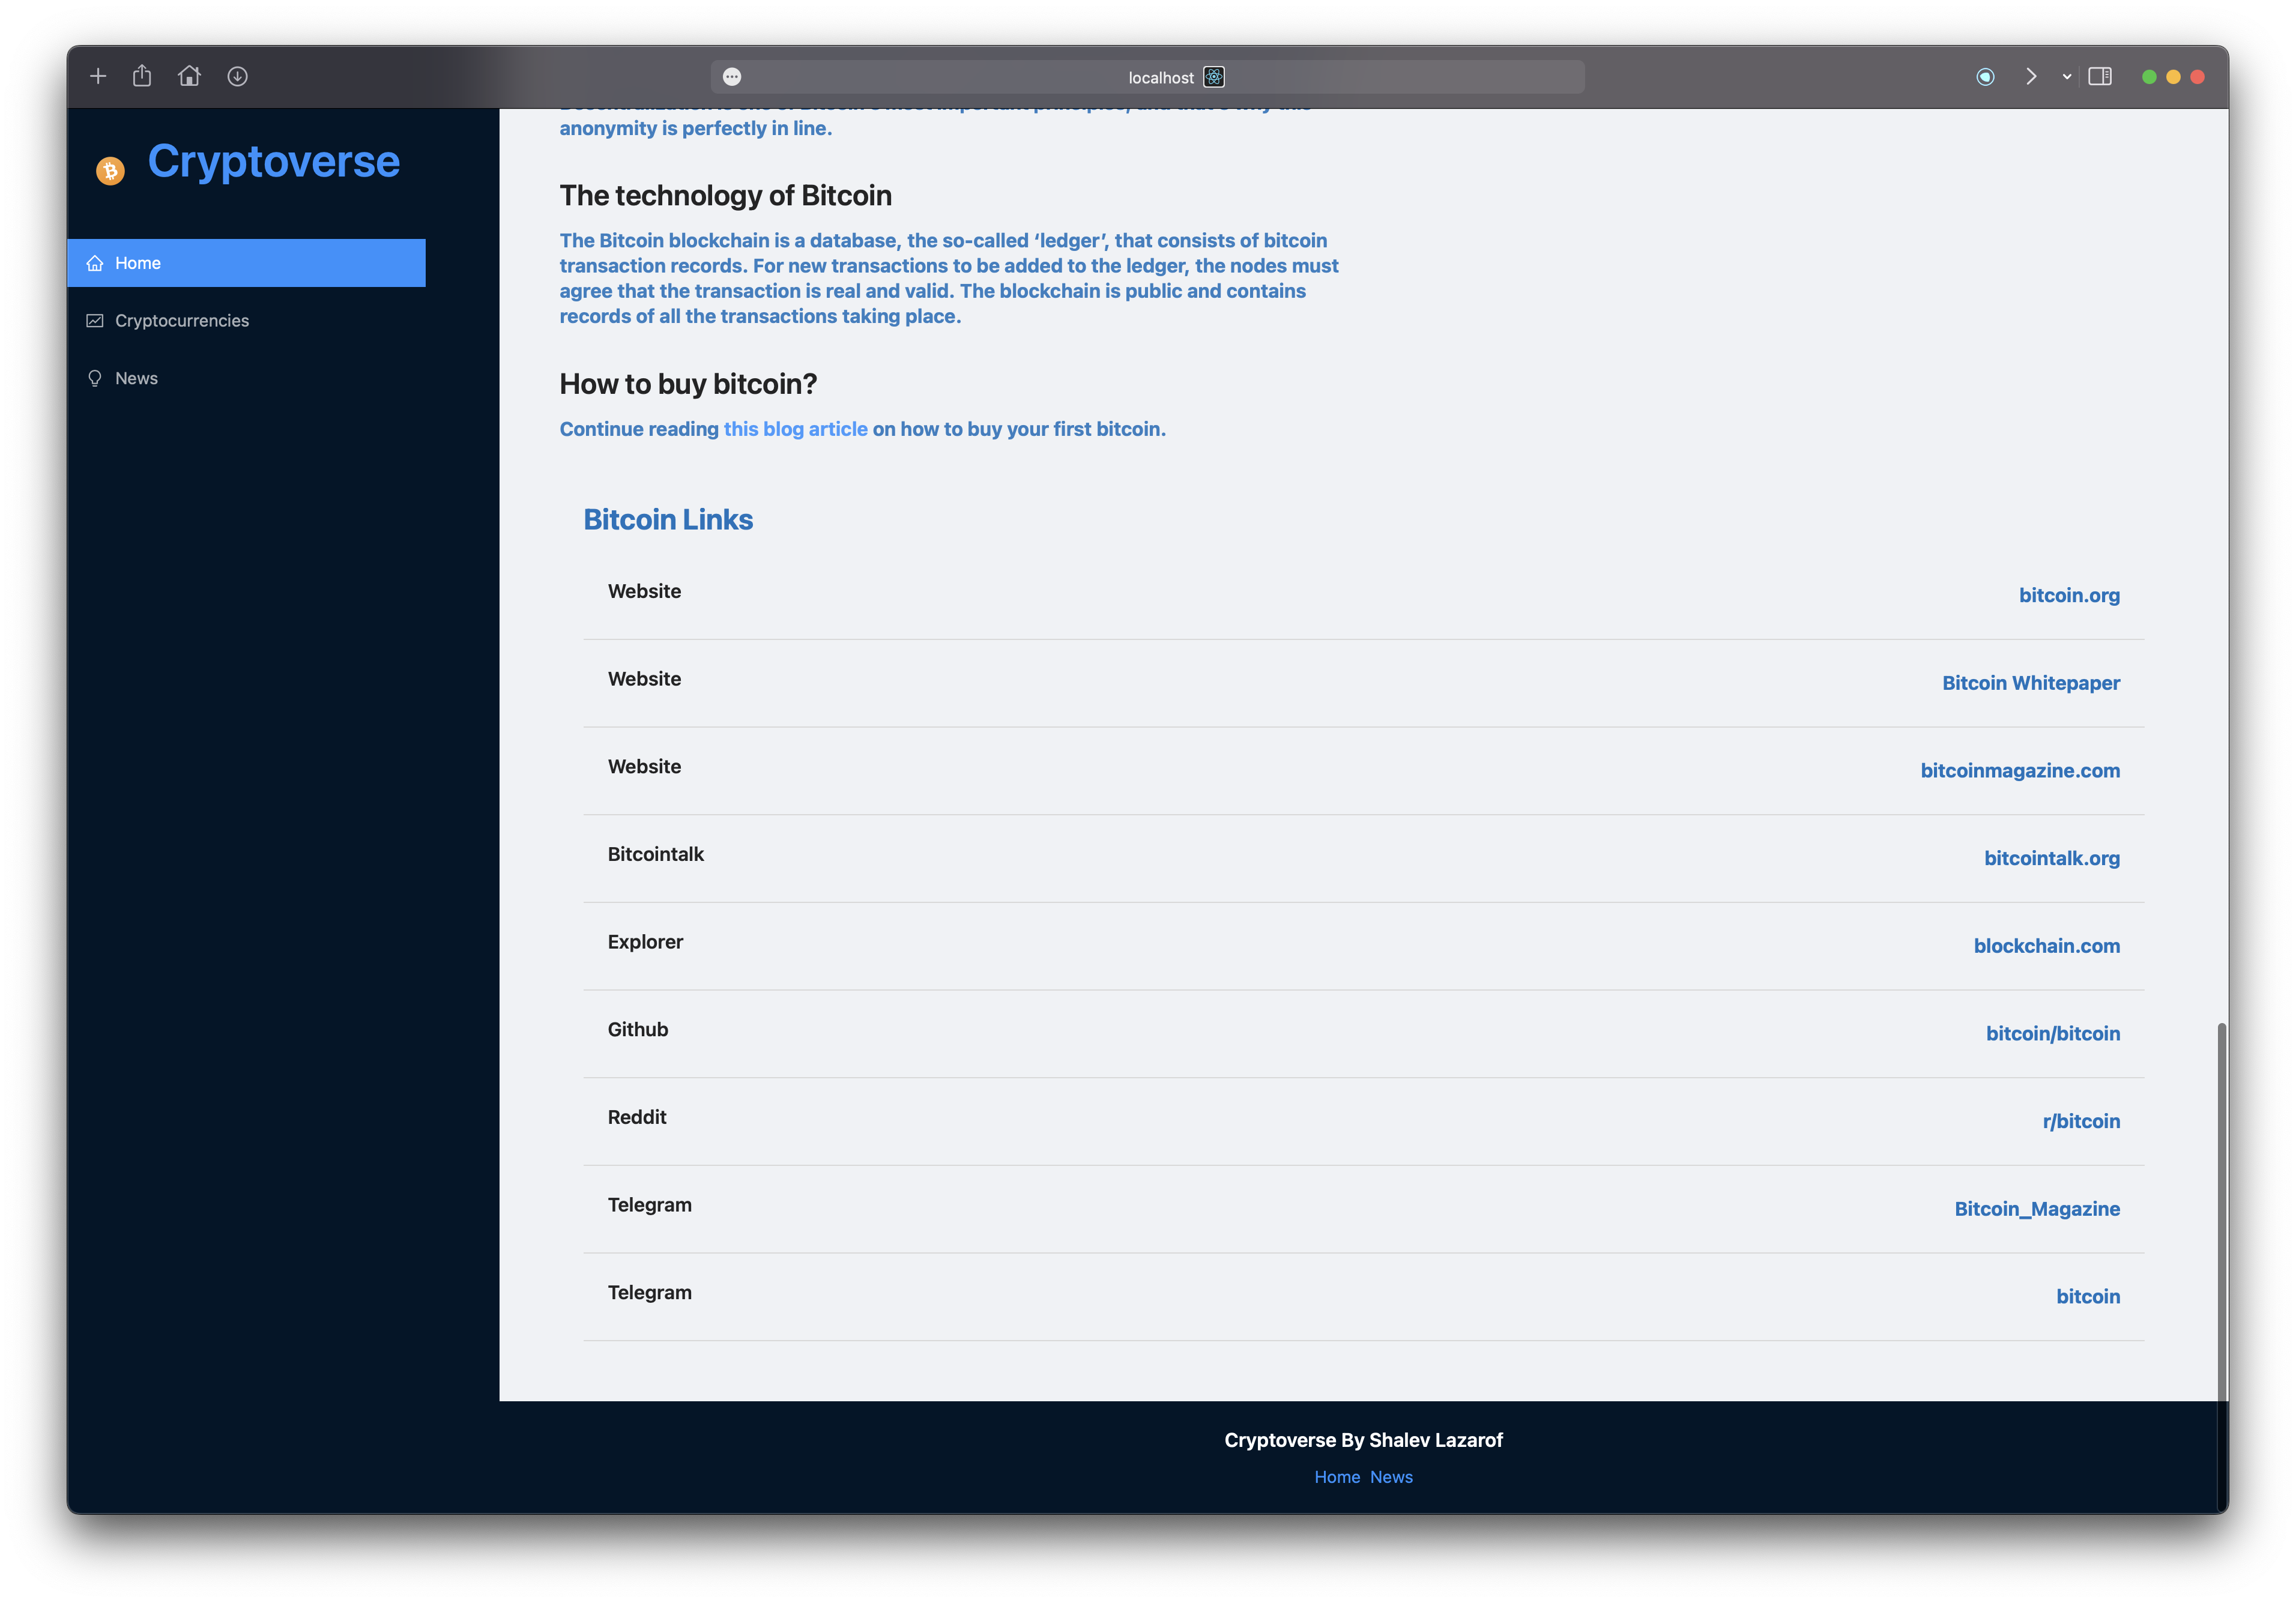 localhost
Cryptoverse
Home
Cryptocurrencies
News
anonymity is perfectly in line.
The technology of Bitcoin
The Bitcoin blockchain is a database, the so-called ‘ledger’, that consists of bitcoin
transaction records. For new transactions to be added to the ledger, the nodes must
agree that the transaction is real and valid. The blockchain is public and contains
records of all the transactions taking place.
How to buy bitcoin?
Continue reading this blog article on how to buy your first bitcoin.
Bitcoin Links
Website bitcoin.org
Website Bitcoin Whitepaper
Website bitcoinmagazine.com
Bitcointalk bitcointalk.org
Explorer blockchain.com
Github bitcoin/bitcoin
Reddit r/bitcoin
Telegram Bitcoin_Magazine
Telegram bitcoin
Cryptoverse By Shalev Lazarof
Home News